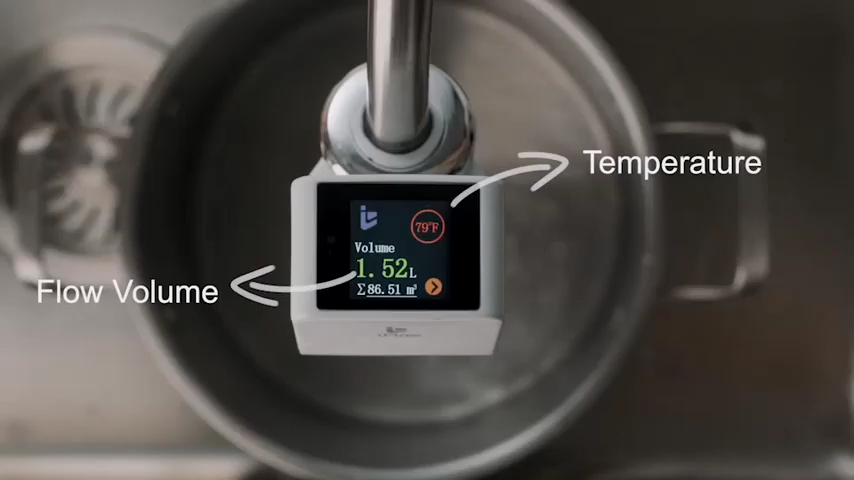 Temperature
79°F
Volume
1.52L
Σ86.51 m³
Flow Volume